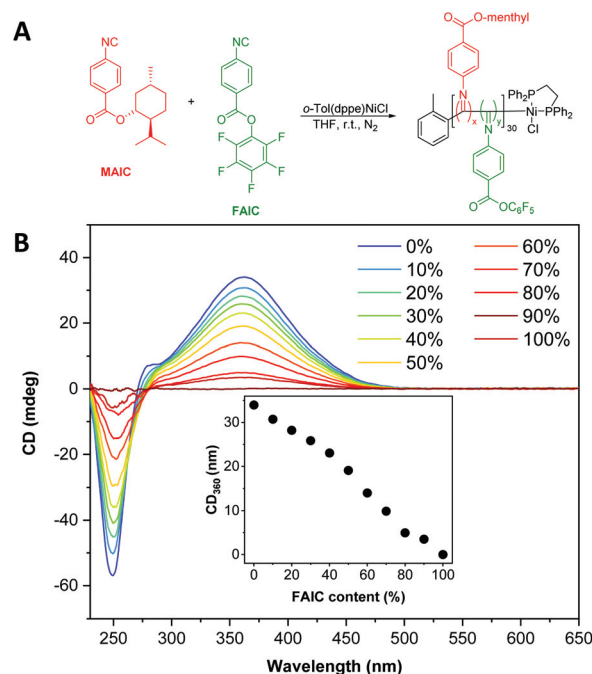 A
NC
O
O
MAIC
+
NC
O
O
F
F
F
F
F
FAIC
o-Tol(dppe)NiCl
THF, r.t., N2
O
O-menthyl
N
x
y
30
N
Ph2P
PPh2
Ni
Cl
O
OC6F5
B
CD (mdeg)
40
20
0
-20
-40
-60
250
300
350
400
450
500
550
600
650
Wavelength (nm)
0%
10%
20%
30%
40%
50%
60%
70%
80%
90%
100%
CD360 (nm)
30
15
0
0
20
40
60
80
100
FAIC content (%)